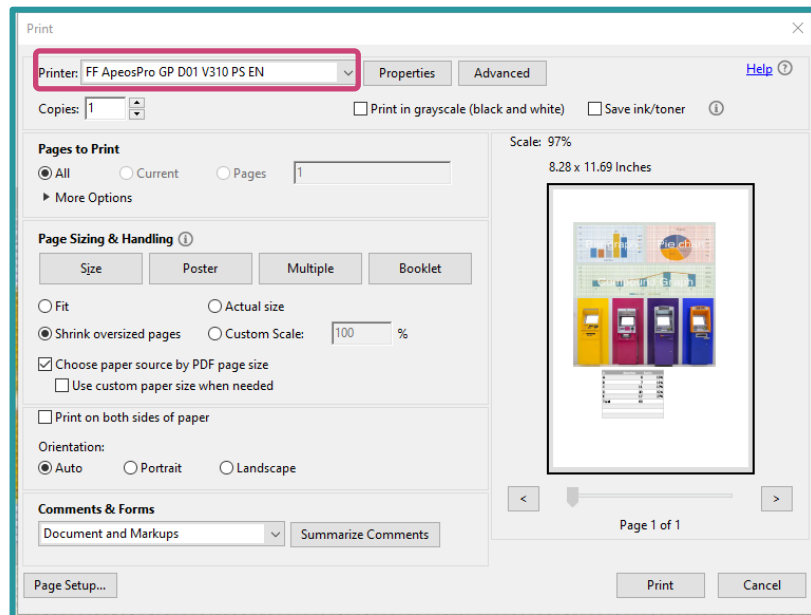 Print
Printer: FF ApeosPro GP D01 V310 PS EN Properties Advanced Help
Copies: 1 Print in grayscale (black and white) Save ink/toner
Pages to Print
All Current Pages 1
More Options
Page Sizing & Handling
Size Poster Multiple Booklet
Fit Actual size
Shrink oversized pages Custom Scale: 100 %
Choose paper source by PDF page size
Use custom paper size when needed
Print on both sides of paper
Orientation:
Auto Portrait Landscape
Comments & Forms
Document and Markups Summarize Comments
Scale: 97%
8.28 x 11.69 Inches
Pie chart
Compound Graph
< >
Page 1 of 1
Page Setup... Print Cancel